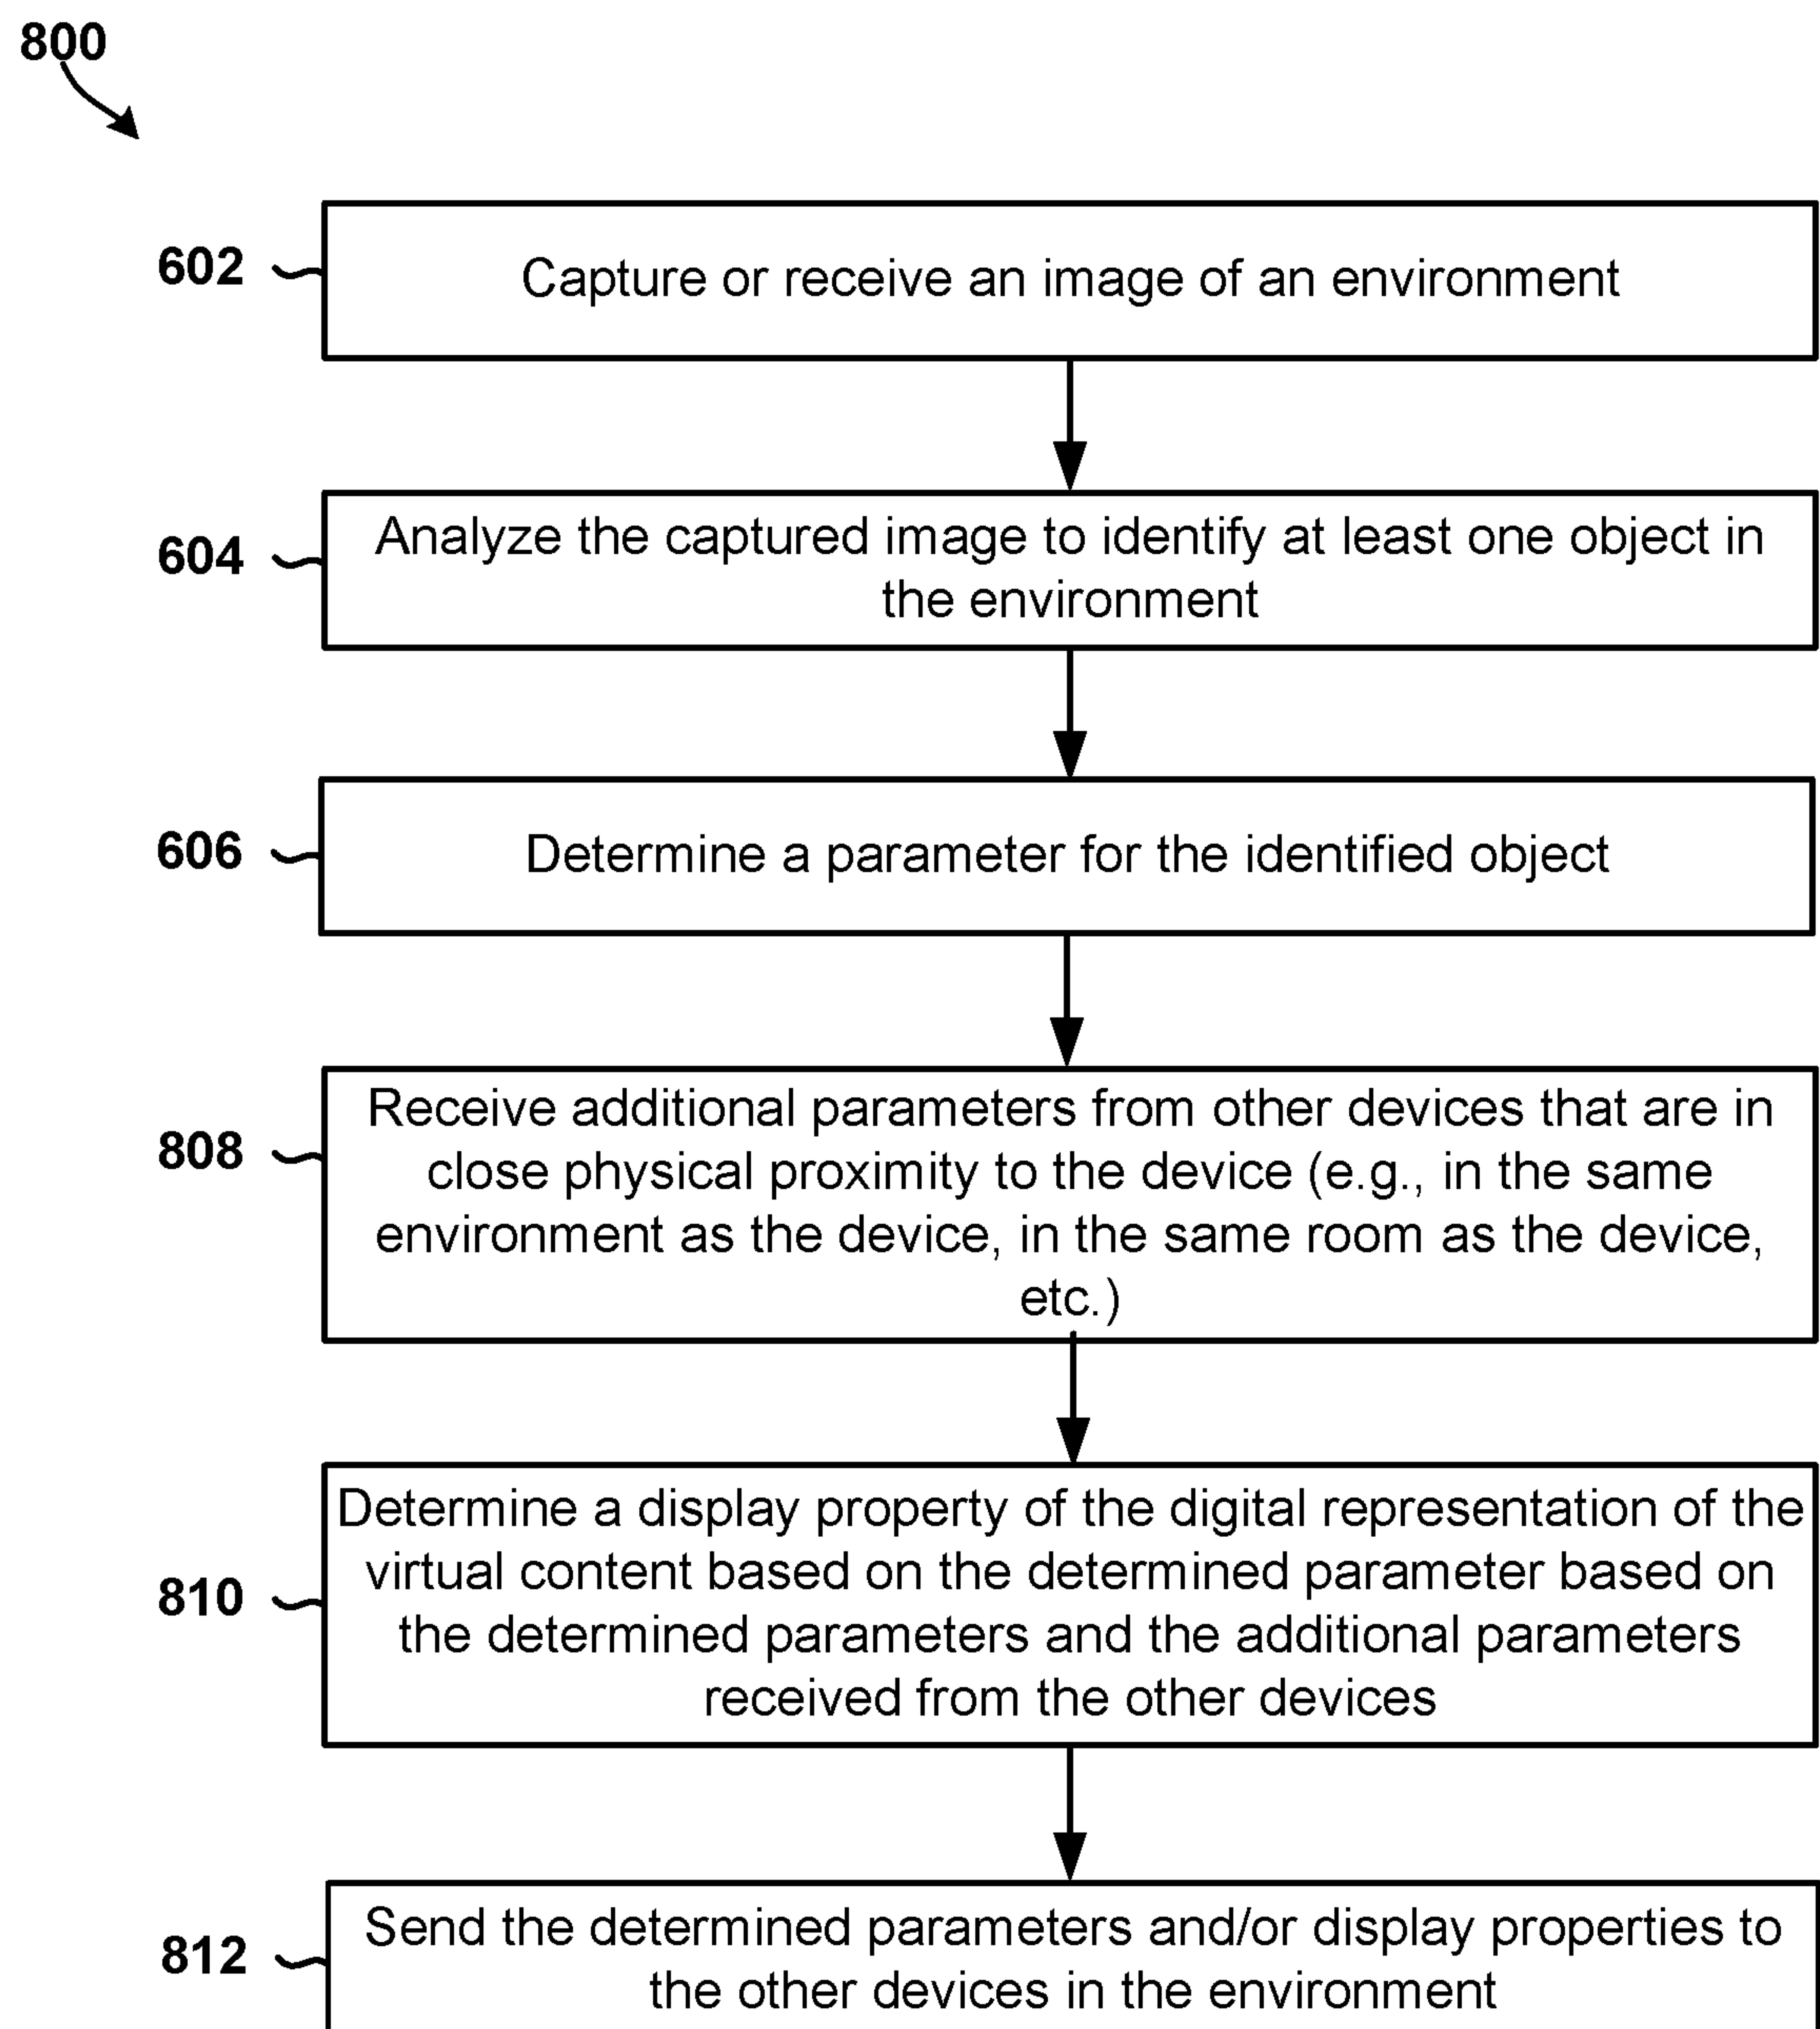 800
602
Capture or receive an image of an environment
604
Analyze the captured image to identify at least one object in
the environment
606
Determine a parameter for the identified object
808
Receive additional parameters from other devices that are in
close physical proximity to the device (e.g., in the same
environment as the device, in the same room as the device,
etc.)
810
Determine a display property of the digital representation of the
virtual content based on the determined parameter based on
the determined parameters and the additional parameters
received from the other devices
812
Send the determined parameters and/or display properties to
the other devices in the environment